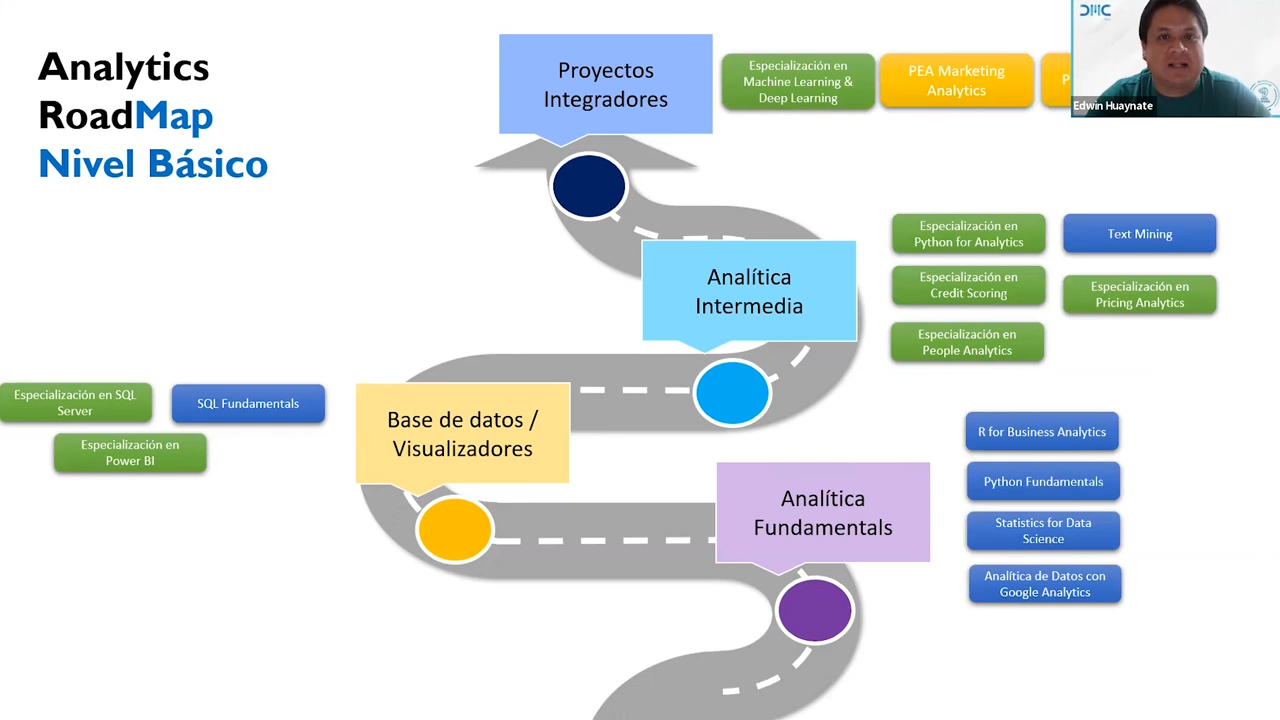 Analytics
RoadMap
Nivel Básico
Proyectos
Integradores
Especialización en
Machine Learning &
Deep Learning
PEA Marketing
Analytics
P
DMC
Edwin Huaynate
Analítica
Intermedia
Especialización en
Python for Analytics
Text Mining
Especialización en
Credit Scoring
Especialización en
Pricing Analytics
Especialización en
People Analytics
Especialización en SQL
Server
SQL Fundamentals
Especialización en
Power BI
Base de datos /
Visualizadores
Analítica
Fundamentals
R for Business Analytics
Python Fundamentals
Statistics for Data
Science
Analítica de Datos con
Google Analytics